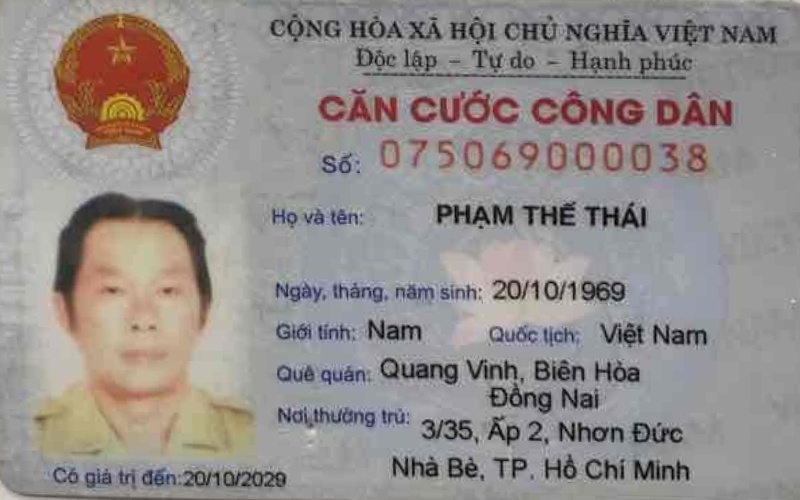 CỘNG HÒA XÃ HỘI CHỦ NGHĨA VIỆT NAM
Độc lập – Tự do – Hạnh phúc
CĂN CƯỚC CÔNG DÂN
Số: 075069000038
Họ và tên: PHẠM THẾ THÁI
Ngày, tháng, năm sinh: 20/10/1969
Giới tính: Nam Quốc tịch: Việt Nam
Quê quán: Quang Vinh, Biên Hòa
Đồng Nai
Nơi thường trú: 3/35, Ấp 2, Nhơn Đức
Nhà Bè, TP. Hồ Chí Minh
Có giá trị đến: 20/10/2029